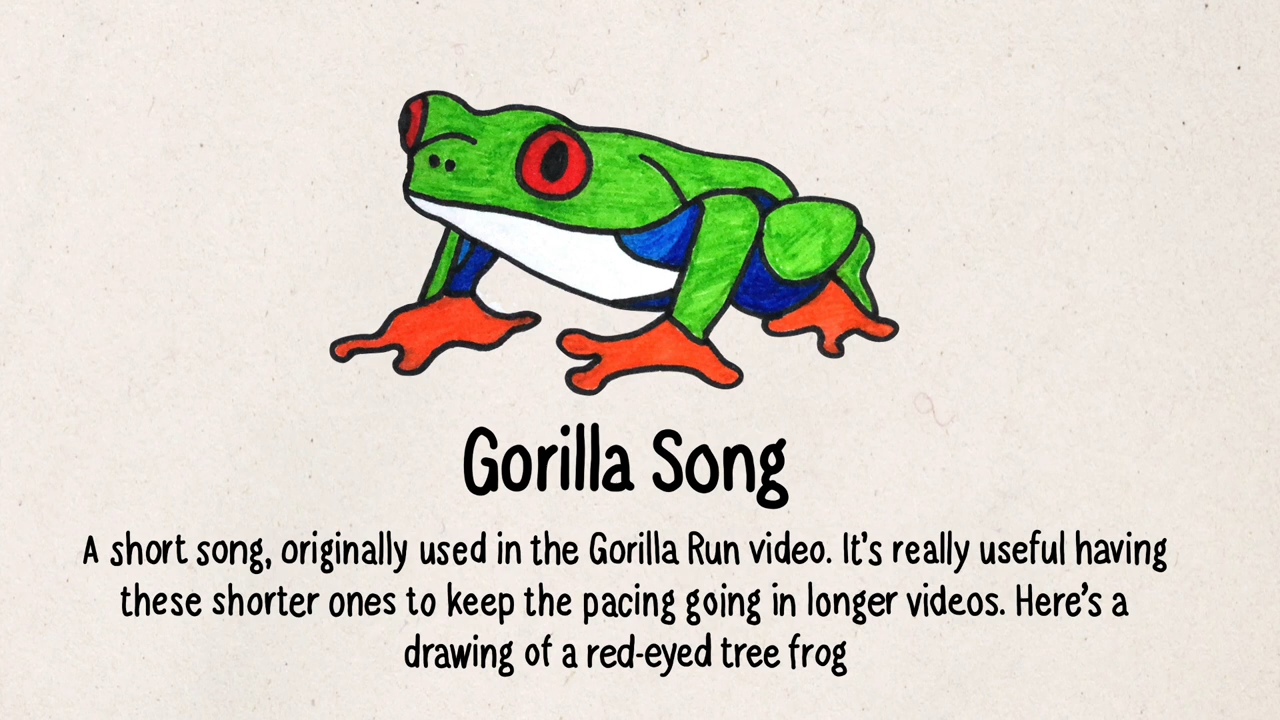 Gorilla Song
A short song, originally used in the Gorilla Run video. It's really useful having
these shorter ones to keep the pacing going in longer videos. Here's a
drawing of a red-eyed tree frog